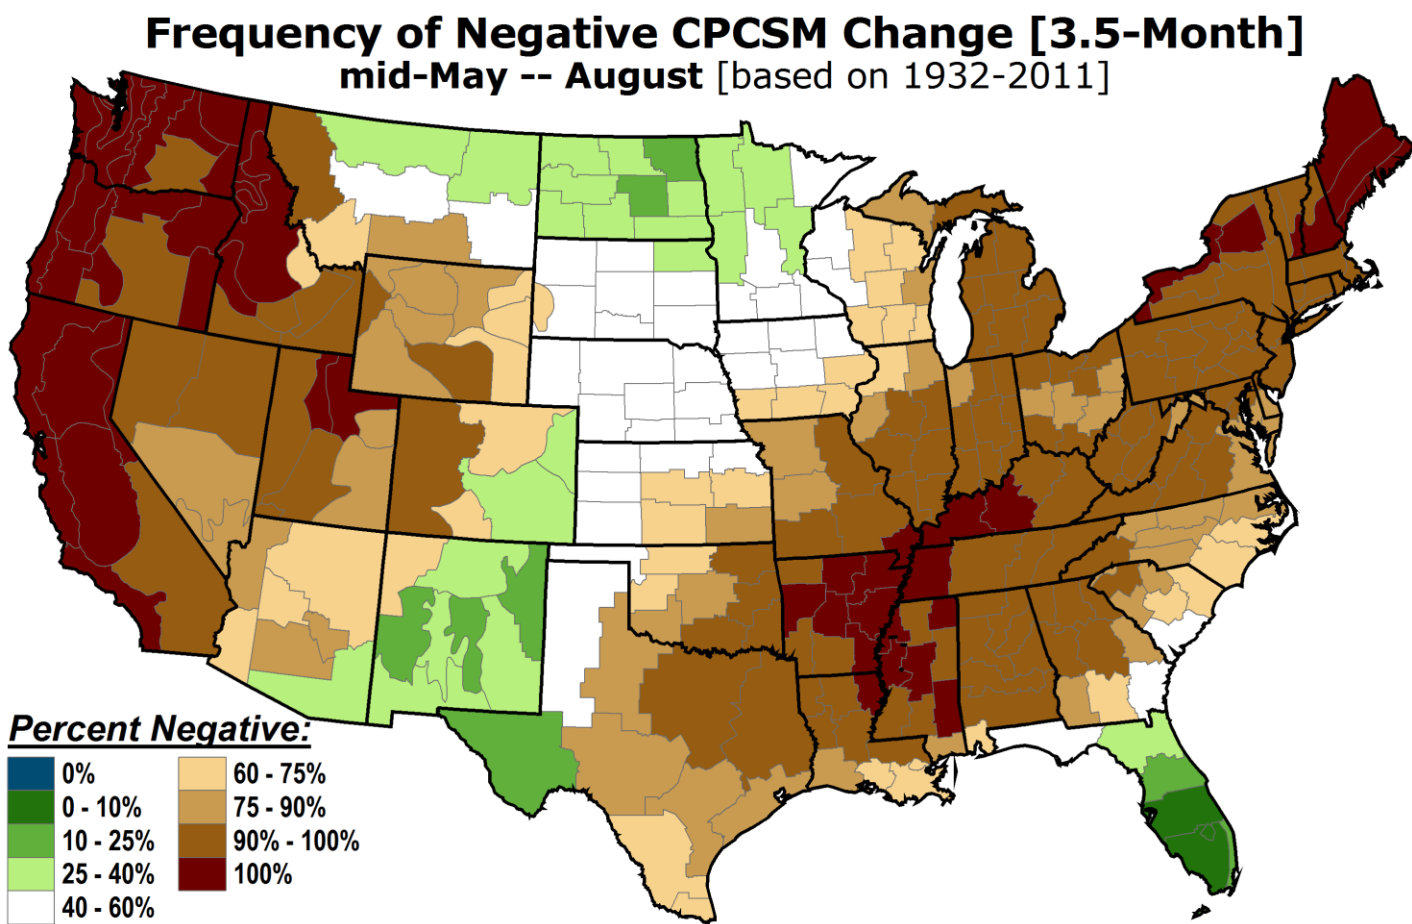 Frequency of Negative CPCSM Change [3.5-Month]
mid-May -- August [based on 1932-2011]
Percent Negative:
0%
0 - 10%
10 - 25%
25 - 40%
40 - 60%
60 - 75%
75 - 90%
90% - 100%
100%